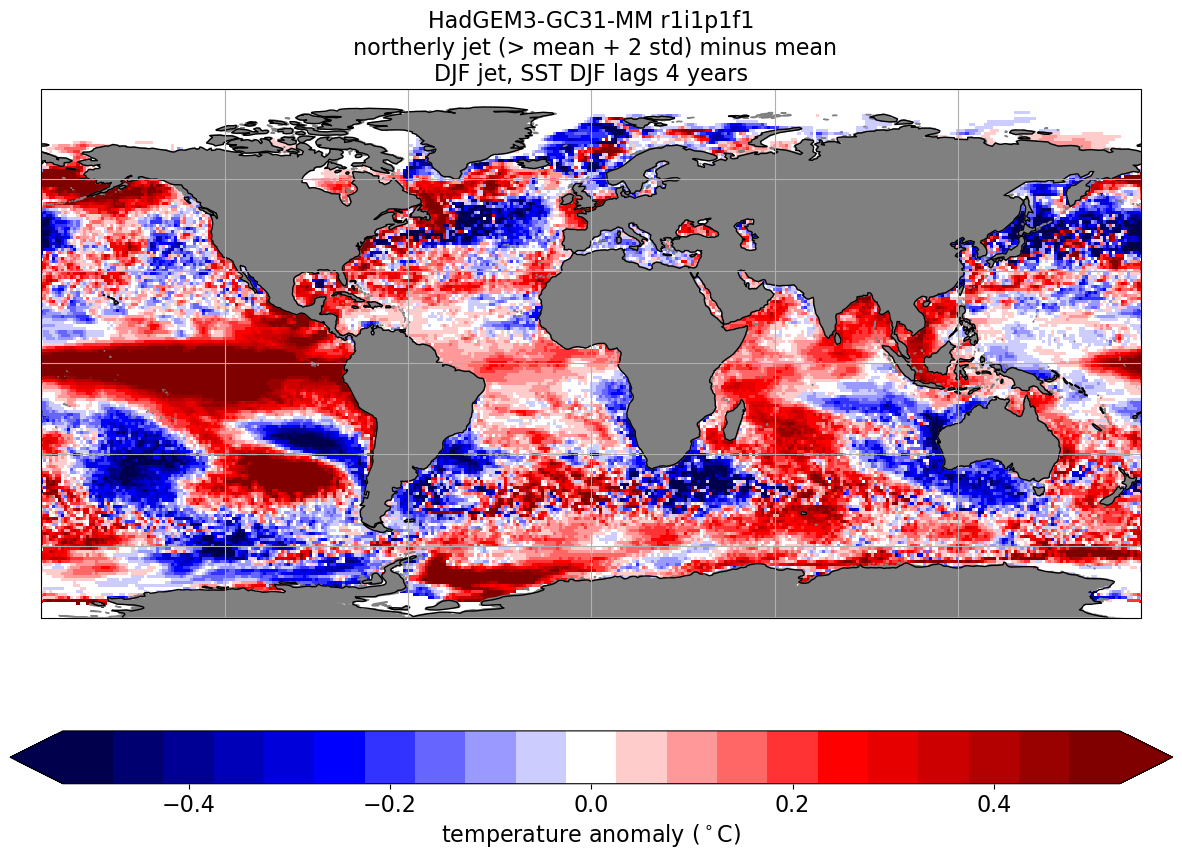 HadGEM3-GC31-MM r1i1p1f1
northerly jet (> mean + 2 std) minus mean
DJF jet, SST DJF lags 4 years
−0.4 −0.2 0.0 0.2 0.4
temperature anomaly (°C)